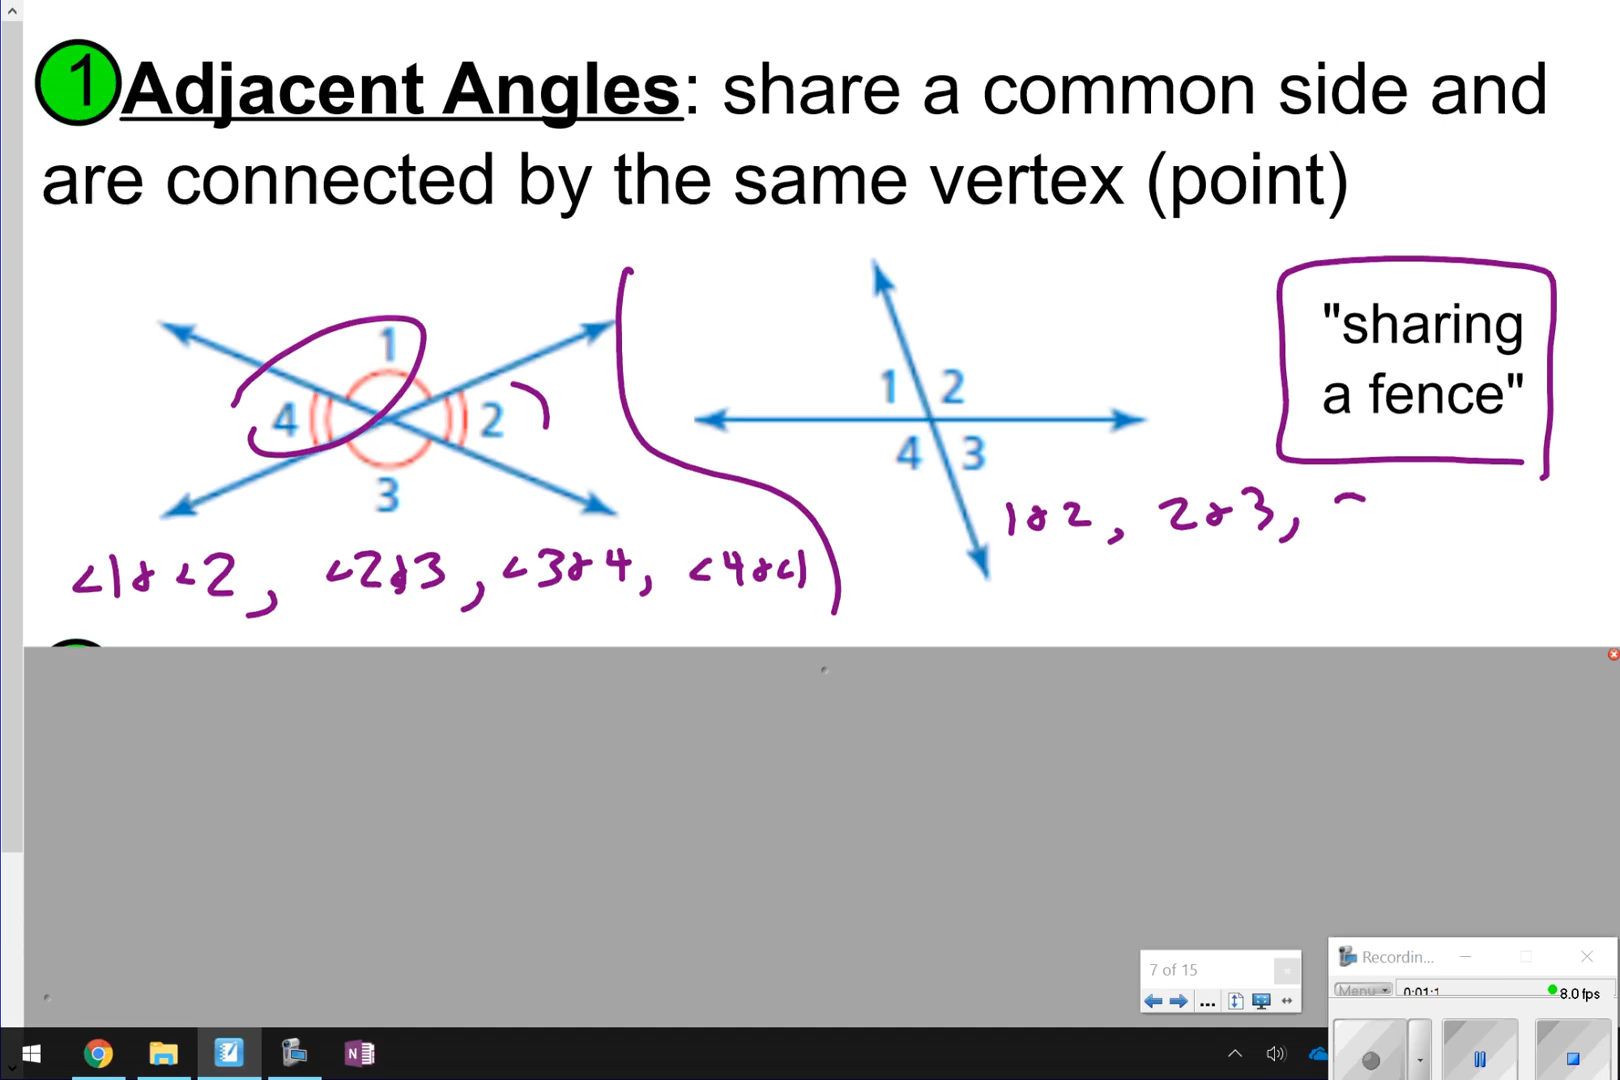 1 Adjacent Angles: share a common side and
are connected by the same vertex (point)
"sharing
a fence"
1
4 2
3
1 2
4 3
1 & 2, 2 & 3,
<1 & <2, <2 & 3, <3 & 4, <4 & <1
7 of 15
Recordin...
Menu 0:01:1 8.0 fps